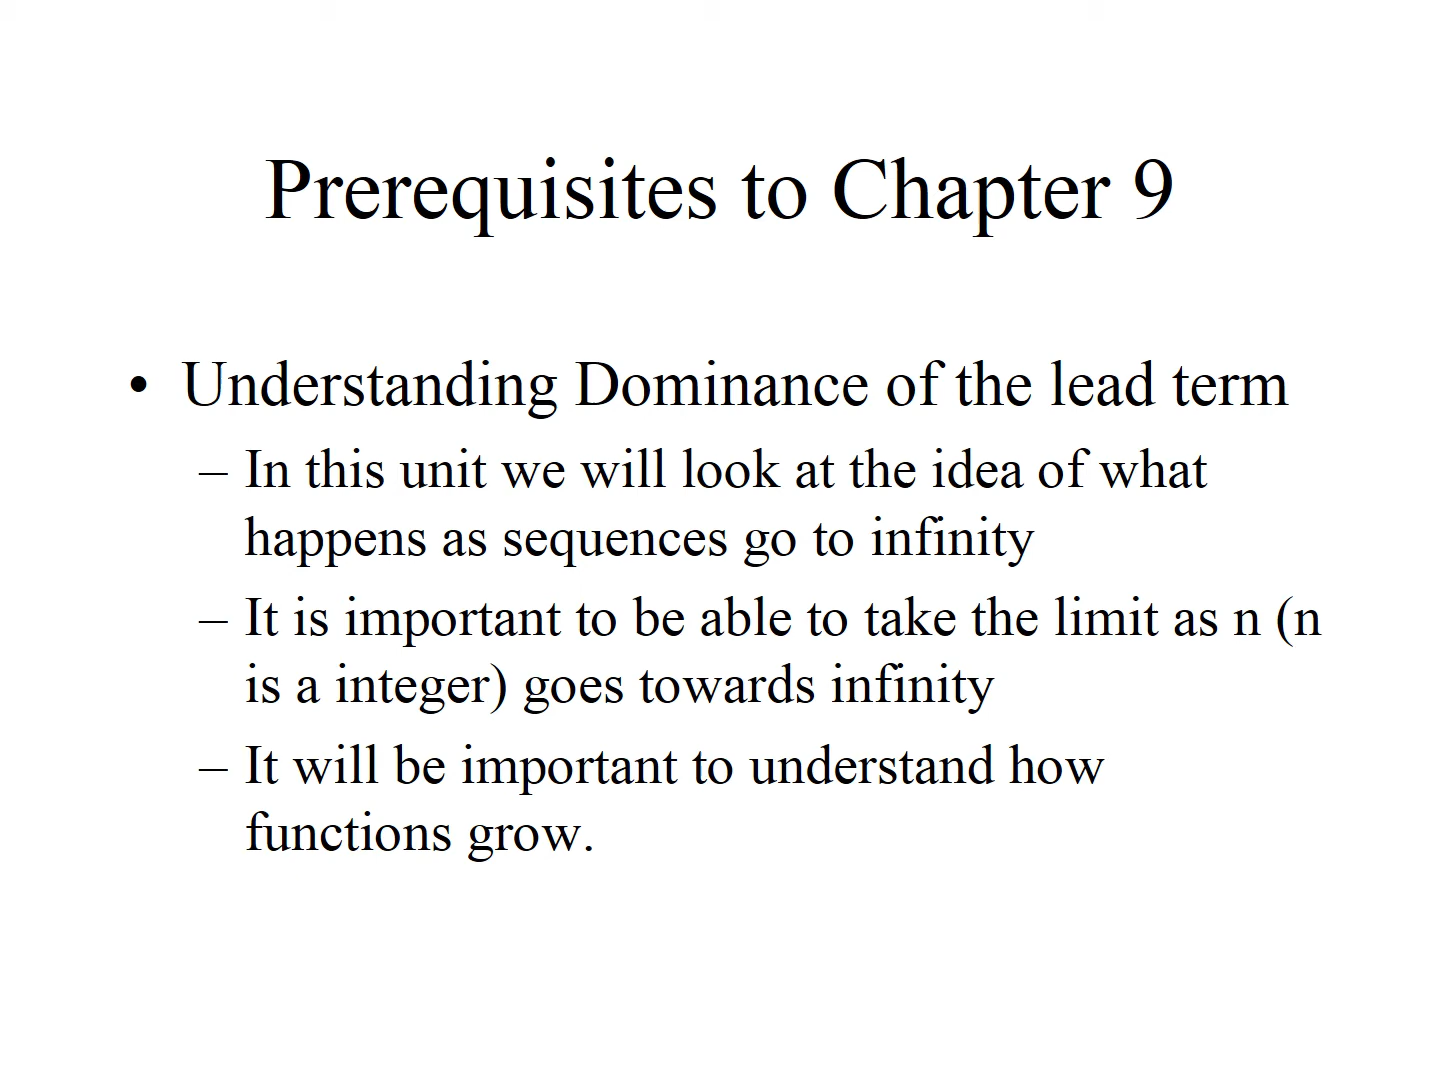 Prerequisites to Chapter 9
• Understanding Dominance of the lead term
– In this unit we will look at the idea of what
happens as sequences go to infinity
– It is important to be able to take the limit as n (n
is a integer) goes towards infinity
– It will be important to understand how
functions grow.